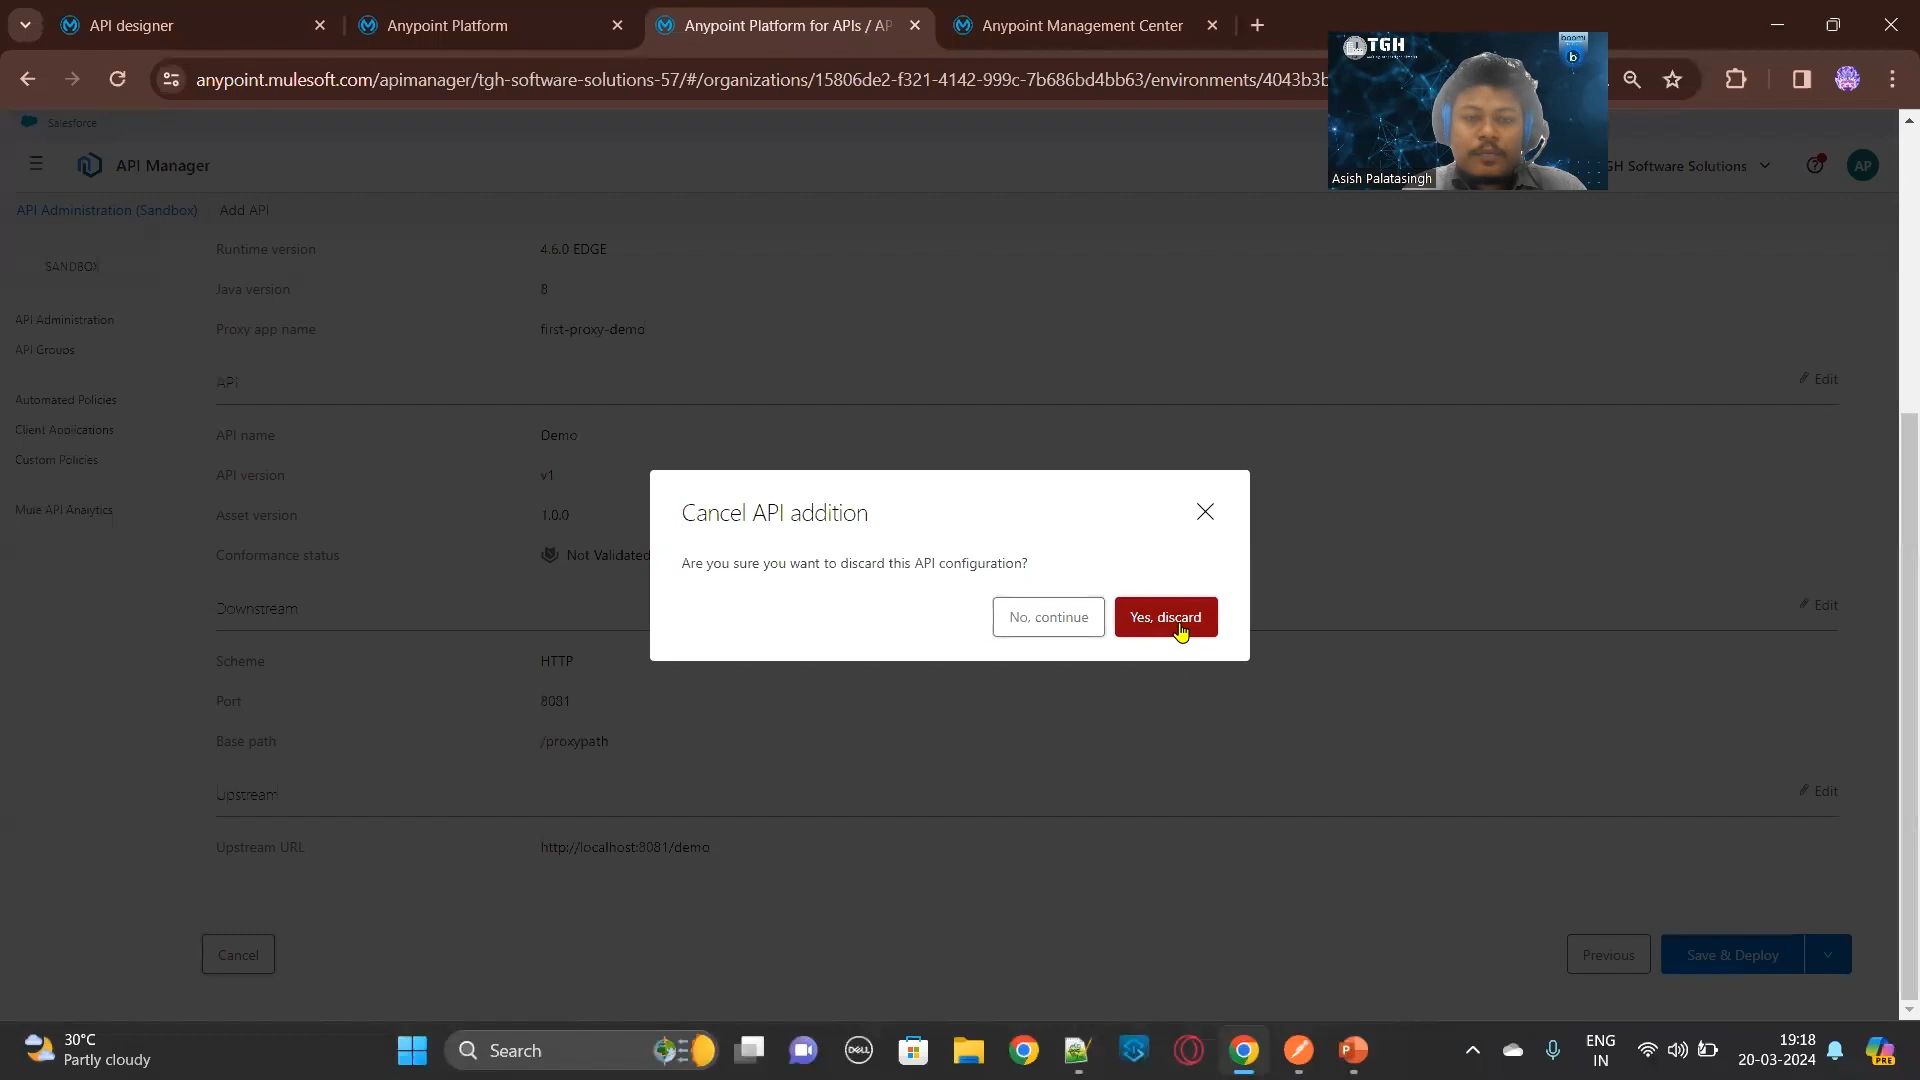 API designer
Anypoint Platform
Anypoint Platform for APIs / AP
Anypoint Management Center
anypoint.mulesoft.com/apimanager/tgh-software-solutions-57/#/organizations/15806de2-f321-4142-999c-7b686bd4bb63/environments/4043b3b
TGH
boomi
b
Asish Palatasingh
Salesforce
API Manager
GH Software Solutions
AP
API Administration (Sandbox)
Add API
SANDBOX
API Administration
API Groups
Automated Policies
Client Applications
Custom Policies
Mule API Analytics
Runtime version 4.6.0 EDGE
Java version 8
Proxy app name first-proxy-demo
API Edit
API name Demo
API version v1
Asset version 1.0.0
Conformance status Not Validated
Cancel API addition
Are you sure you want to discard this API configuration?
No, continue Yes, discard
Downstream Edit
Scheme HTTP
Port 8081
Base path /proxypath
Upstream Edit
Upstream URL http://localhost:8081/demo
Cancel Previous Save & Deploy
30°C
Partly cloudy
Search
DELL
ENG
IN
19:18
20-03-2024
PRE